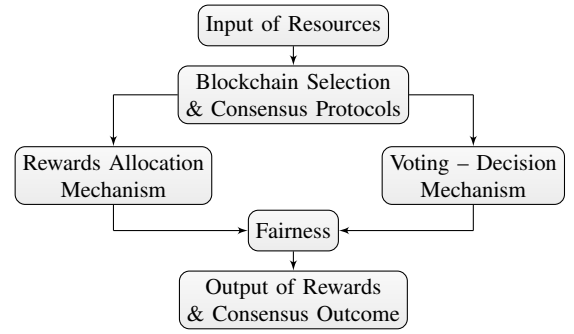 Input of Resources
Blockchain Selection
& Consensus Protocols
Rewards Allocation
Mechanism
Voting – Decision
Mechanism
Fairness
Output of Rewards
& Consensus Outcome